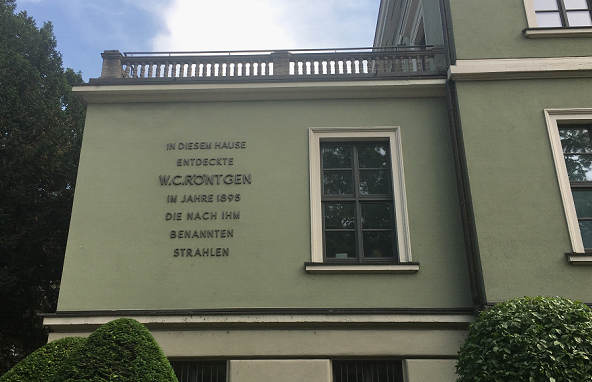 IN DIESEM HAUSE
ENTDECKTE
W.C.RÖNTGEN
IM JAHRE 1895
DIE NACH IHM
BENANNTEN
STRAHLEN